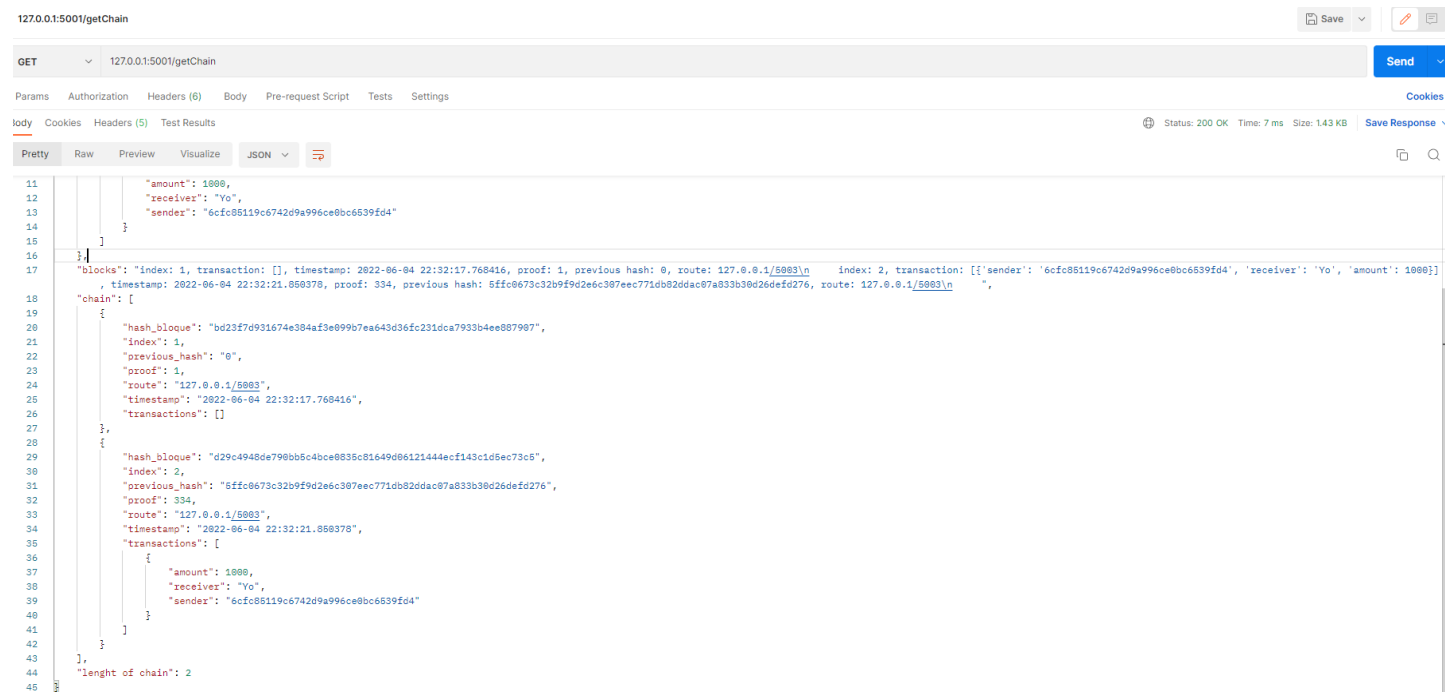 127.0.0.1:5001/getChain
Save
GET 127.0.0.1:5001/getChain Send
Params Authorization Headers (6) Body Pre-request Script Tests Settings Cookies
Body Cookies Headers (5) Test Results Status: 200 OK Time: 7 ms Size: 1.43 KB Save Response
Pretty Raw Preview Visualize JSON
11 "amount": 1000,
12 "receiver": "Yo",
13 "sender": "6cfc85119c6742d9a996ce0bc6539fd4"
14 }
15 ]
16 },
17 "blocks": "index: 1, transaction: [], timestamp: 2022-06-04 22:32:17.768416, proof: 1, previous hash: 0, route: 127.0.0.1/5003\n index: 2, transaction: [{'sender': '6cfc85119c6742d9a996ce0bc6539fd4', 'receiver': 'Yo', 'amount': 1000}]
, timestamp: 2022-06-04 22:32:21.850378, proof: 334, previous hash: 5ffc0673c32b9f9d2e6c307eec771db82ddac07a833b30d26defd276, route: 127.0.0.1/5003\n ",
18 "chain": [
19 {
20 "hash_bloque": "bd23f7d931674e384af3e099b7ea643d36fc231dca7933b4ee887907",
21 "index": 1,
22 "previous_hash": "0",
23 "proof": 1,
24 "route": "127.0.0.1/5003",
25 "timestamp": "2022-06-04 22:32:17.768416",
26 "transactions": []
27 },
28 {
29 "hash_bloque": "d29c4948de790bb5c4bce0835c81649d06121444ecf143c1d5ec73c5",
30 "index": 2,
31 "previous_hash": "5ffc0673c32b9f9d2e6c307eec771db82ddac07a833b30d26defd276",
32 "proof": 334,
33 "route": "127.0.0.1/5003",
34 "timestamp": "2022-06-04 22:32:21.850378",
35 "transactions": [
36 {
37 "amount": 1000,
38 "receiver": "Yo",
39 "sender": "6cfc85119c6742d9a996ce0bc6539fd4"
40 }
41 ]
42 }
43 ],
44 "lenght of chain": 2
45 }